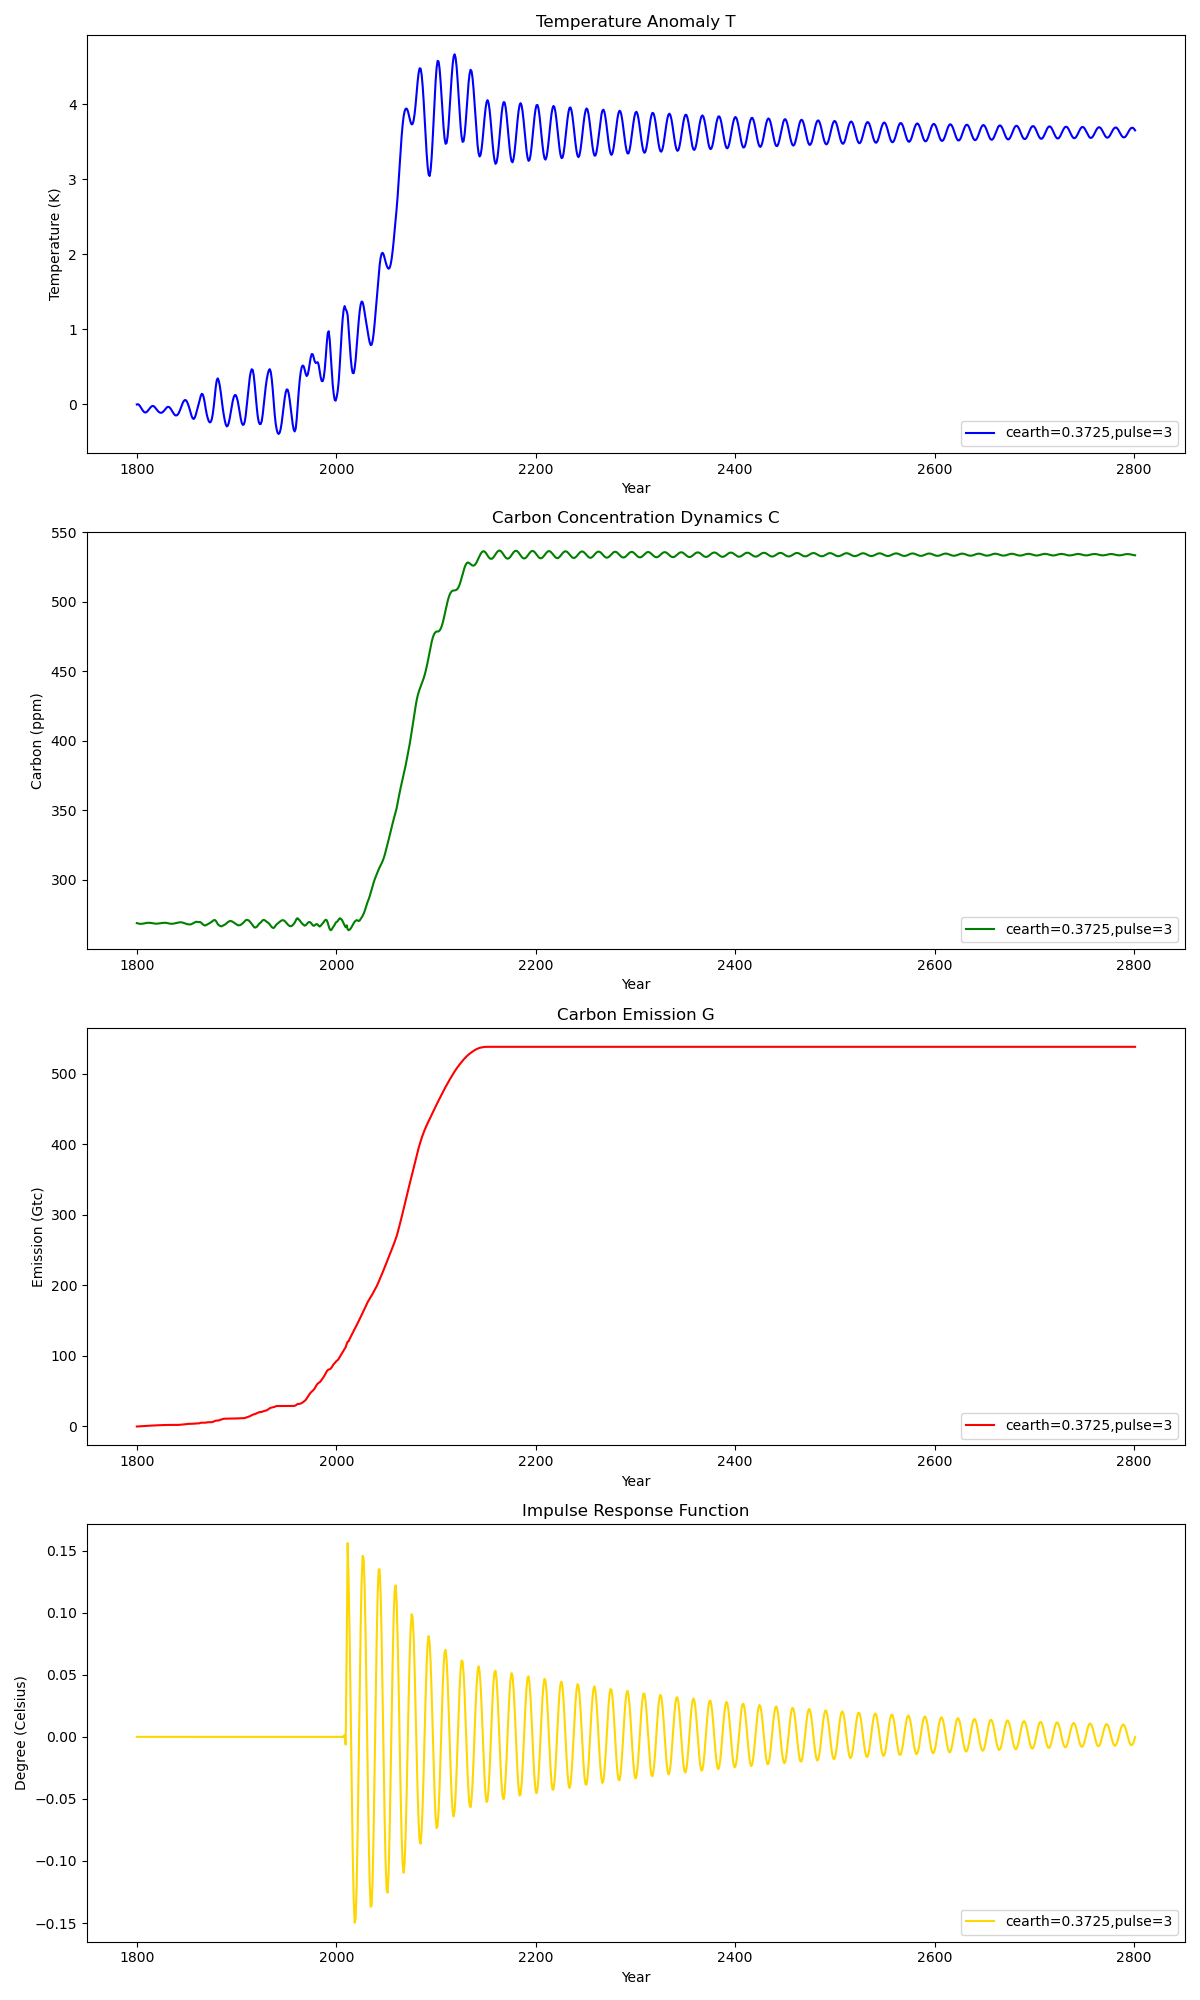 Temperature Anomaly T
Temperature (K)
4
3
2
1
0
cearth=0.3725,pulse=3
1800 2000 2200 2400 2600 2800
Year
Carbon Concentration Dynamics C
Carbon (ppm)
550
500
450
400
350
300
cearth=0.3725,pulse=3
1800 2000 2200 2400 2600 2800
Year
Carbon Emission G
Emission (Gtc)
500
400
300
200
100
0
cearth=0.3725,pulse=3
1800 2000 2200 2400 2600 2800
Year
Impulse Response Function
Degree (Celsius)
0.15
0.10
0.05
0.00
−0.05
−0.10
−0.15
cearth=0.3725,pulse=3
1800 2000 2200 2400 2600 2800
Year